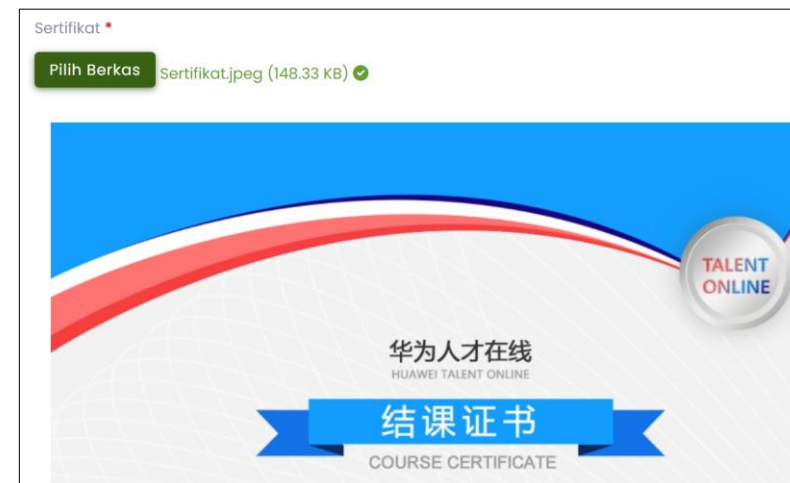 Sertifikat *
Pilih Berkas Sertifikat.jpeg (148.33 KB)
TALENT
ONLINE
华为人才在线
HUAWEI TALENT ONLINE
结课证书
COURSE CERTIFICATE